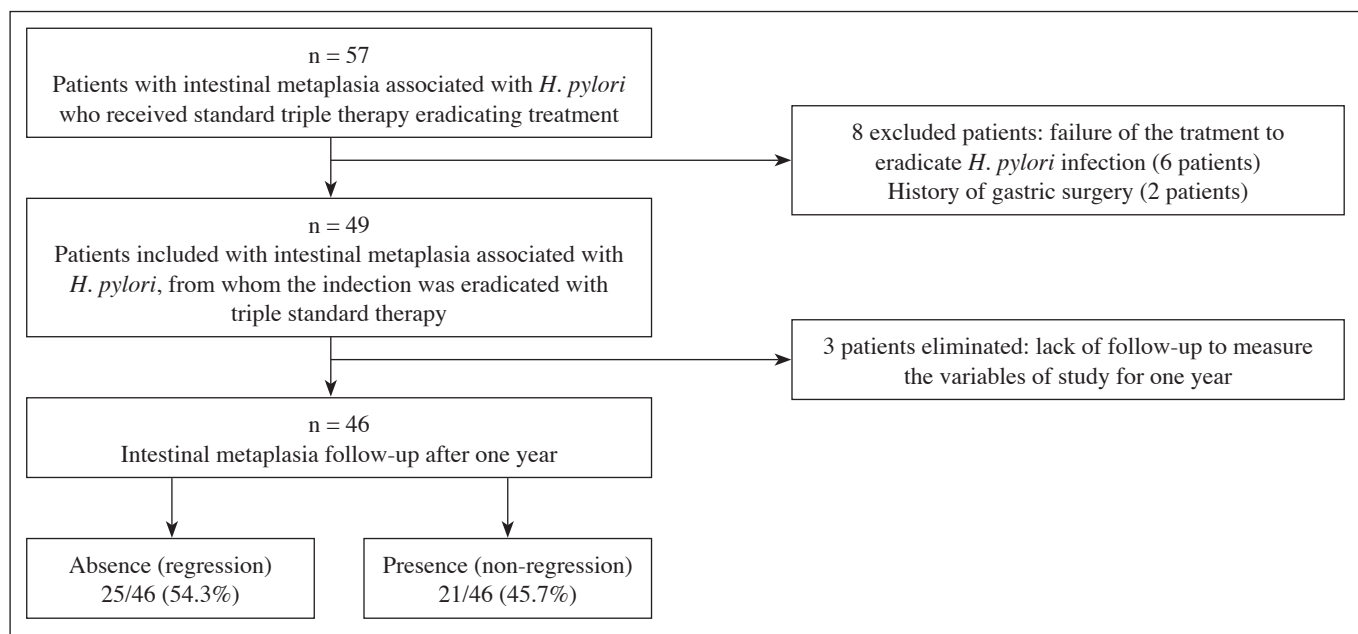 n = 57
Patients with intestinal metaplasia associated with H. pylori
who received standard triple therapy eradicating treatment
8 excluded patients: failure of the tratment to
eradicate H. pylori infection (6 patients)
History of gastric surgery (2 patients)
n = 49
Patients included with intestinal metaplasia associated with
H. pylori, from whom the indection was eradicated with
triple standard therapy
3 patients eliminated: lack of follow-up to measure
the variables of study for one year
n = 46
Intestinal metaplasia follow-up after one year
Absence (regression)
25/46 (54.3%)
Presence (non-regression)
21/46 (45.7%)